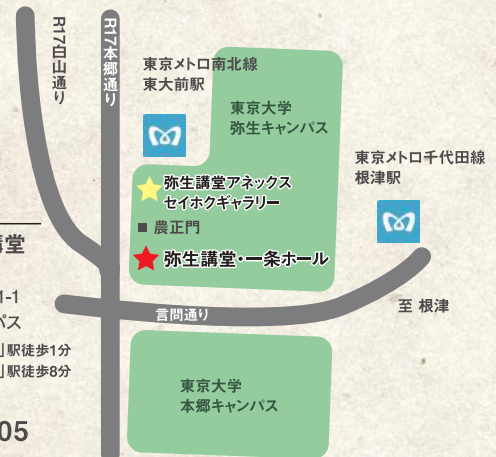 R17白山通り
R17本郷通り
東京メトロ南北線
東大前駅
東京大学
弥生キャンパス
東京メトロ千代田線
根津駅
弥生講堂アネックス
セイホクギャラリー
農正門
弥生講堂・一条ホール
言問通り
至 根津
東京大学
本郷キャンパス
講堂
1-1
パス
」駅徒歩1分
」駅徒歩8分
05